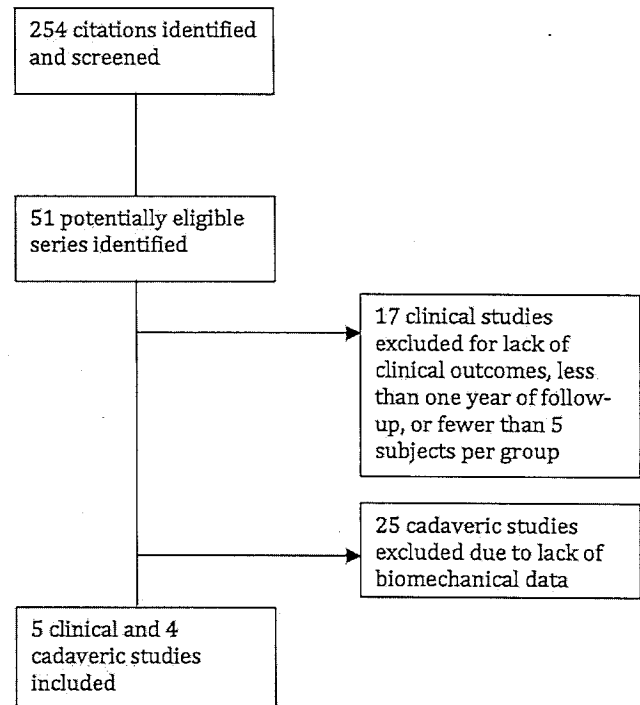 254 citations identified
and screened
51 potentially eligible
series identified
17 clinical studies
excluded for lack of
clinical outcomes, less
than one year of follow-
up, or fewer than 5
subjects per group
25 cadaveric studies
excluded due to lack of
biomechanical data
5 clinical and 4
cadaveric studies
included